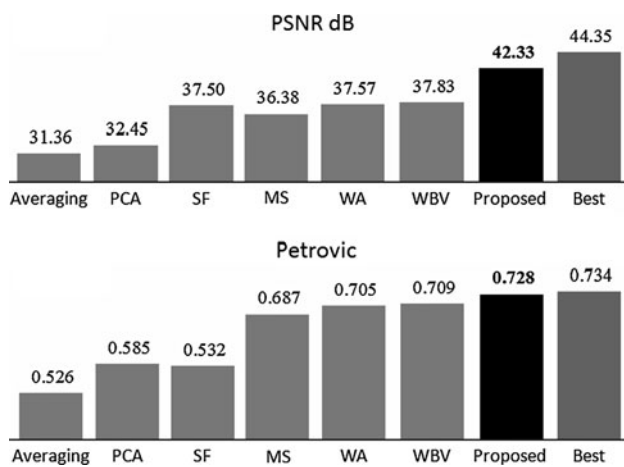 PSNR dB
31.36 32.45 37.50 36.38 37.57 37.83 42.33 44.35
Averaging PCA SF MS WA WBV Proposed Best
Petrovic
0.526 0.585 0.532 0.687 0.705 0.709 0.728 0.734
Averaging PCA SF MS WA WBV Proposed Best